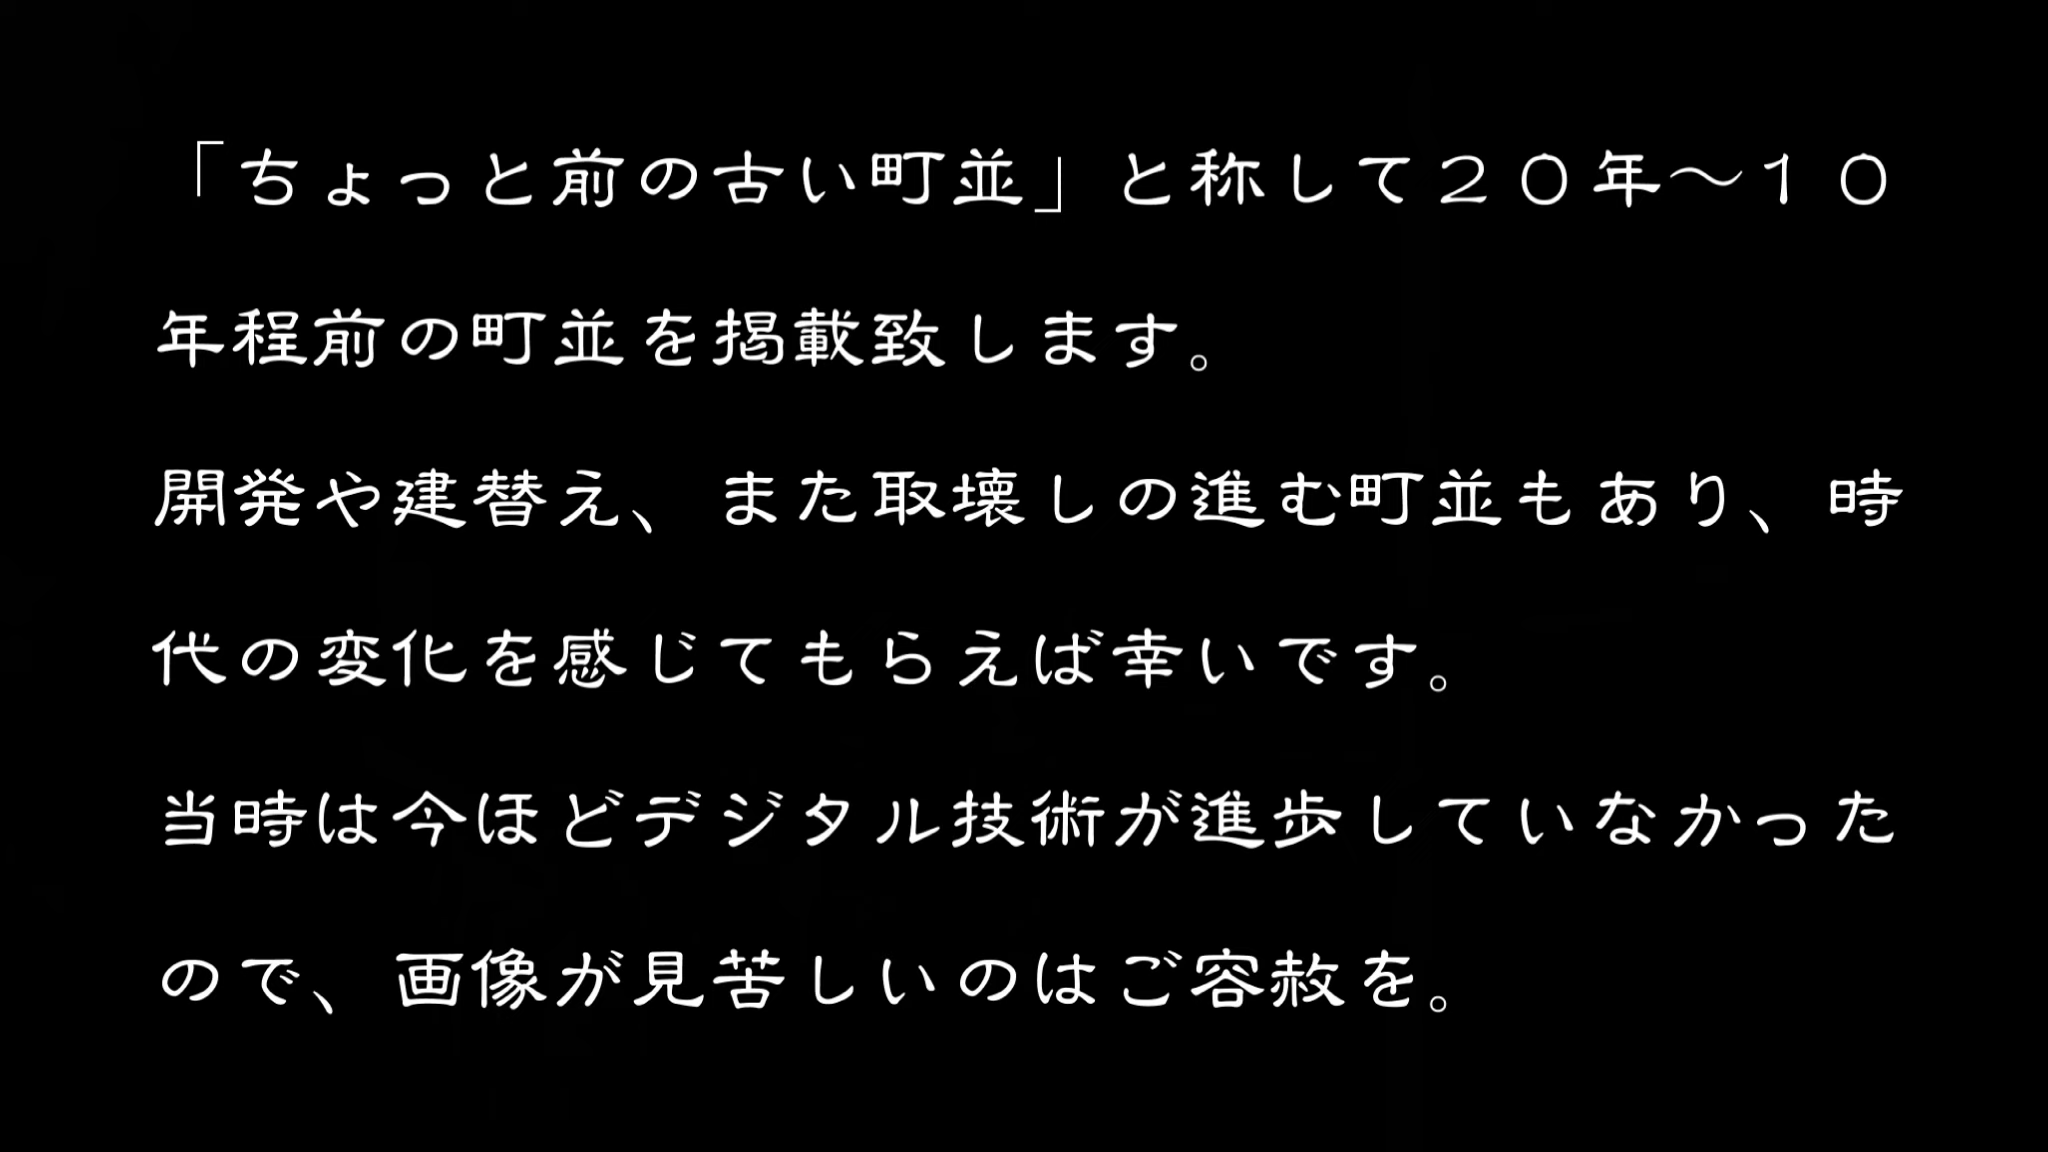 「ちょっと前の古い町並」と称して２０年～１０
年程前の町並を掲載致します。
開発や建替え、また取壊しの進む町並もあり、時
代の変化を感じてもらえば幸いです。
当時は今ほどデジタル技術が進歩していなかった
ので、画像が見苦しいのはご容赦を。